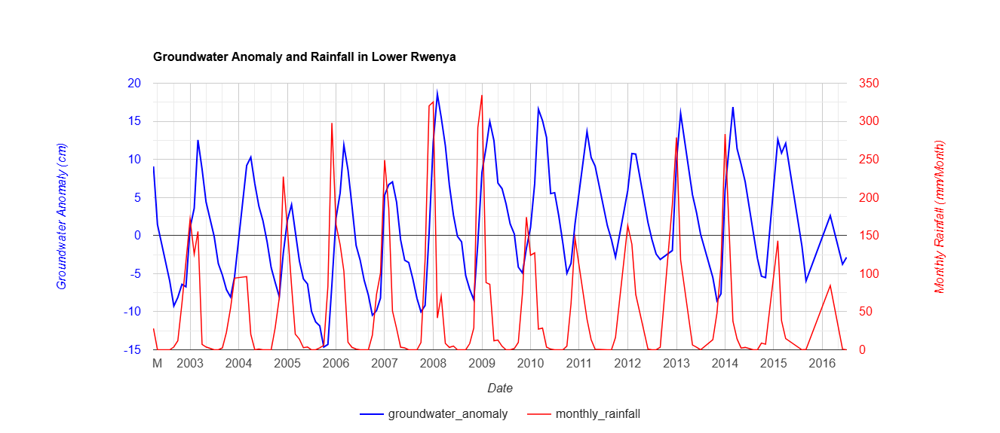 Groundwater Anomaly and Rainfall in Lower Rwenya
20 350
15 300
10 250
5 200
0 150
-5 100
-10 50
-15 0
Groundwater Anomaly (cm)
Monthly Rainfall (mm/Month)
M 2003 2004 2005 2006 2007 2008 2009 2010 2011 2012 2013 2014 2015 2016
Date
groundwater_anomaly monthly_rainfall